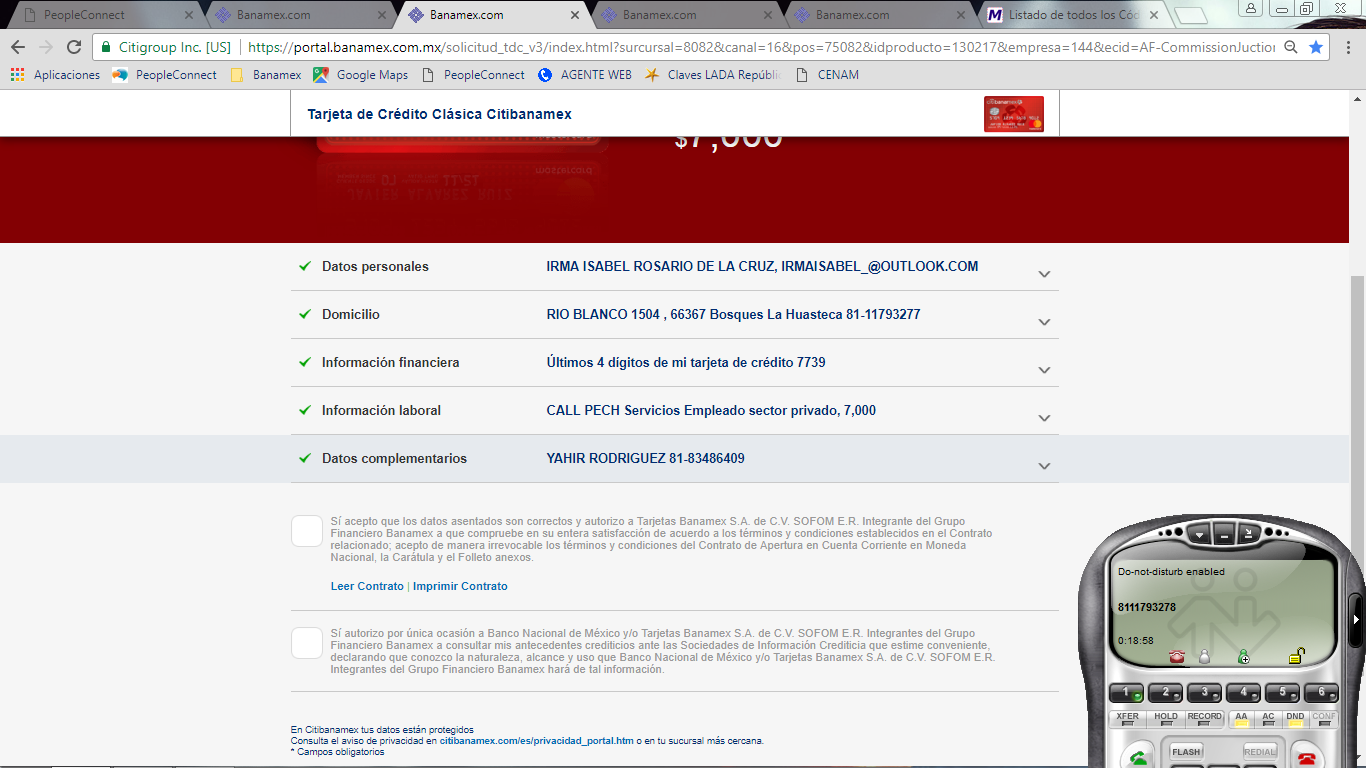 PeopleConnect
Banamex.com
Banamex.com
Banamex.com
Banamex.com
Listado de todos los Cód
Citigroup Inc. [US] https://portal.banamex.com.mx/solicitud_tdc_v3/index.html?surcursal=8082&canal=16&pos=75082&idproducto=130217&empresa=144&ecid=AF-CommissionJuction
Aplicaciones PeopleConnect Banamex Google Maps PeopleConnect AGENTE WEB Claves LADA Repúbli CENAM
Tarjeta de Crédito Clásica Citibanamex
$7,000
Datos personales IRMA ISABEL ROSARIO DE LA CRUZ, IRMAISABEL_@OUTLOOK.COM
Domicilio RIO BLANCO 1504 , 66367 Bosques La Huasteca 81-11793277
Información financiera Últimos 4 dígitos de mi tarjeta de crédito 7739
Información laboral CALL PECH Servicios Empleado sector privado, 7,000
Datos complementarios YAHIR RODRIGUEZ 81-83486409
Sí acepto que los datos asentados son correctos y autorizo a Tarjetas Banamex S.A. de C.V. SOFOM E.R. Integrante del Grupo
Financiero Banamex a que compruebe en su entera satisfacción de acuerdo a los términos y condiciones establecidos en el Contrato
relacionado; acepto de manera irrevocable los términos y condiciones del Contrato de Apertura en Cuenta Corriente en Moneda
Nacional, la Carátula y el Folleto anexos.
Leer Contrato | Imprimir Contrato
Sí autorizo por única ocasión a Banco Nacional de México y/o Tarjetas Banamex S.A. de C.V. SOFOM E.R. Integrantes del Grupo
Financiero Banamex a consultar mis antecedentes crediticios ante las Sociedades de Información Crediticia que estime conveniente,
declarando que conozco la naturaleza, alcance y uso que Banco Nacional de México y/o Tarjetas Banamex S.A. de C.V. SOFOM E.R.
Integrantes del Grupo Financiero Banamex hará de tal información.
En Citibanamex tus datos están protegidos
Consulta el aviso de privacidad en citibanamex.com/es/privacidad_portal.htm o en tu sucursal más cercana.
* Campos obligatorios
Do-not-disturb enabled
8111793278
0:18:58
1 2 3 4 5 6
XFER HOLD RECORD AA AC DND CONF
FLASH REDIAL